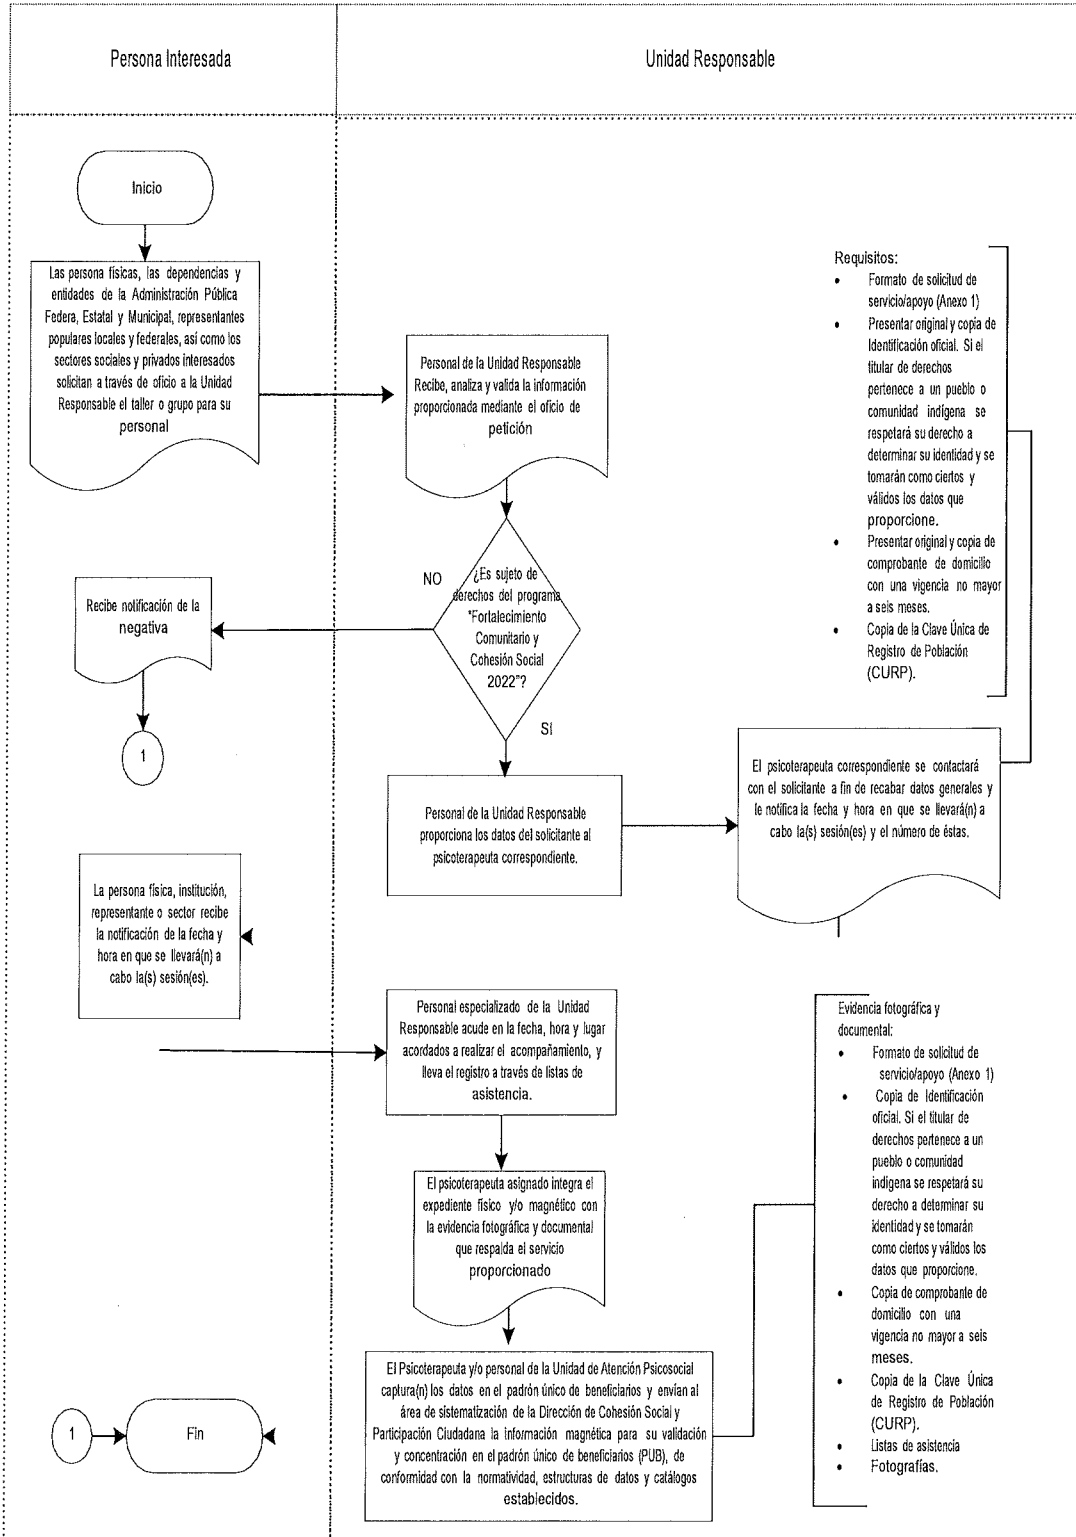 Persona Interesada
Unidad Responsable
Inicio
Las persona físicas, las dependencias y
entidades de la Administración Pública
Federa, Estatal y Municipal, representantes
populares locales y federales, así como los
sectores sociales y privados interesados
solicitan a través de oficio a la Unidad
Responsable el taller o grupo para su
personal
Personal de la Unidad Responsable
Recibe, analiza y valida la información
proporcionada mediante el oficio de
petición
Requisitos:
• Formato de solicitud de
servicio/apoyo (Anexo 1)
• Presentar original y copia de
Identificación oficial. Si el
titular de derechos
pertenece a un pueblo o
comunidad indígena se
respetará su derecho a
determinar su identidad y se
tomarán como ciertos y
válidos los datos que
proporcione.
• Presentar original y copia de
comprobante de domicilio
con una vigencia no mayor
a seis meses.
• Copia de la Clave Única de
Registro de Población
(CURP).
NO
¿Es sujeto de
derechos del programa
"Fortalecimiento
Comunitario y
Cohesión Social
2022"?
SI
Recibe notificación de la
negativa
1
Personal de la Unidad Responsable
proporciona los datos del solicitante al
psicoterapeuta correspondiente.
El psicoterapeuta correspondiente se contactará
con el solicitante a fin de recabar datos generales y
le notifica la fecha y hora en que se llevará(n) a
cabo la(s) sesión(es) y el número de éstas.
La persona física, institución,
representante o sector recibe
la notificación de la fecha y
hora en que se llevará(n) a
cabo la(s) sesión(es).
Personal especializado de la Unidad
Responsable acude en la fecha, hora y lugar
acordados a realizar el acompañamiento, y
lleva el registro a través de listas de
asistencia.
El psicoterapeuta asignado integra el
expediente físico y/o magnético con
la evidencia fotográfica y documental
que respalda el servicio
proporcionado
Evidencia fotográfica y
documental:
• Formato de solicitud de
servicio/apoyo (Anexo 1)
• Copia de Identificación
oficial. Si el titular de
derechos pertenece a un
pueblo o comunidad
indígena se respetará su
derecho a determinar su
identidad y se tomarán
como ciertos y válidos los
datos que proporcione.
• Copia de comprobante de
domicilio con una
vigencia no mayor a seis
meses.
• Copia de la Clave Única
de Registro de Población
(CURP).
• Listas de asistencia
• Fotografías.
El Psicoterapeuta y/o personal de la Unidad de Atención Psicosocial
captura(n) los datos en el padrón único de beneficiarios y envían al
área de sistematización de la Dirección de Cohesión Social y
Participación Ciudadana la información magnética para su validación
y concentración en el padrón único de beneficiarios (PUB), de
conformidad con la normatividad, estructuras de datos y catálogos
establecidos.
1
Fin